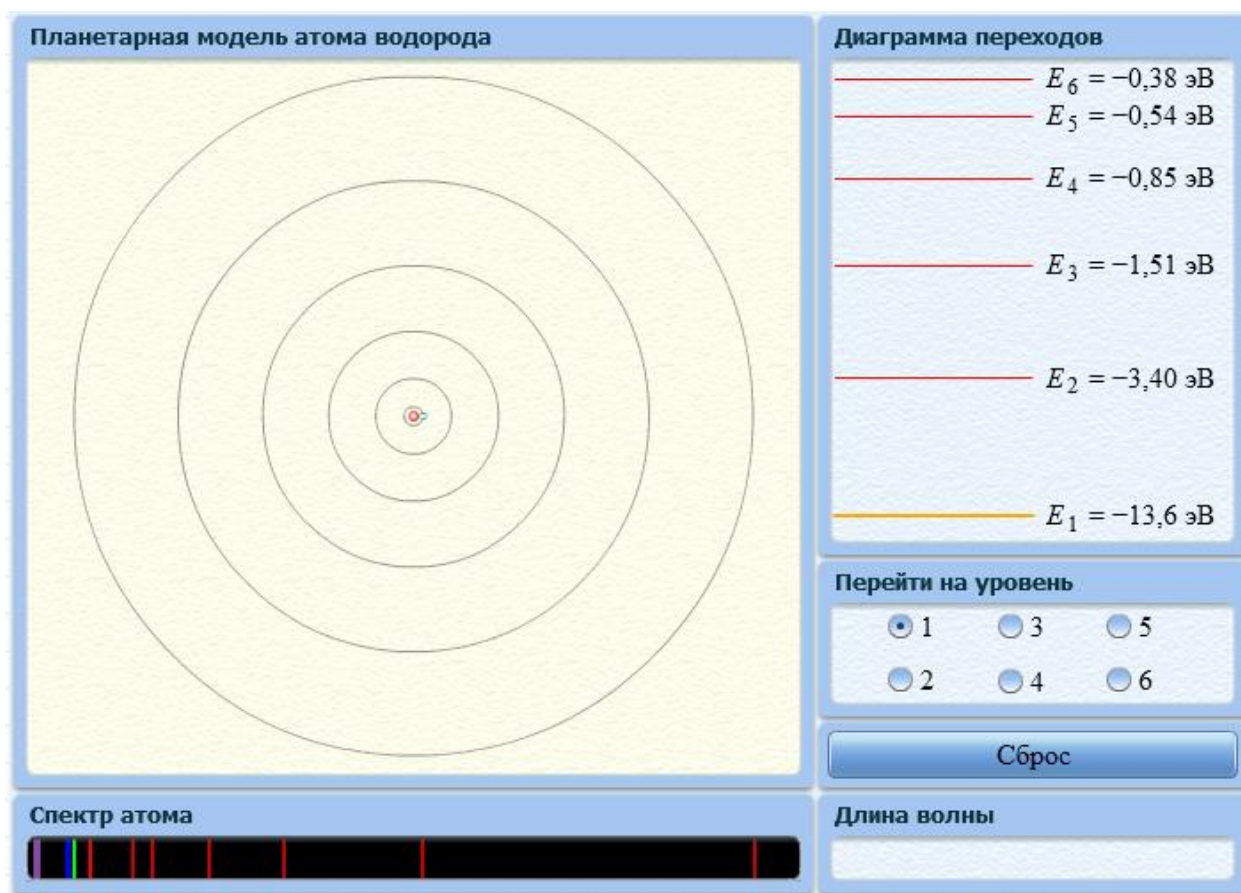 Планетарная модель атома водорода
Диаграмма переходов
E6 = −0,38 эВ
E5 = −0,54 эВ
E4 = −0,85 эВ
E3 = −1,51 эВ
E2 = −3,40 эВ
E1 = −13,6 эВ
Перейти на уровень
1 3 5
2 4 6
Сброс
Спектр атома
Длина волны